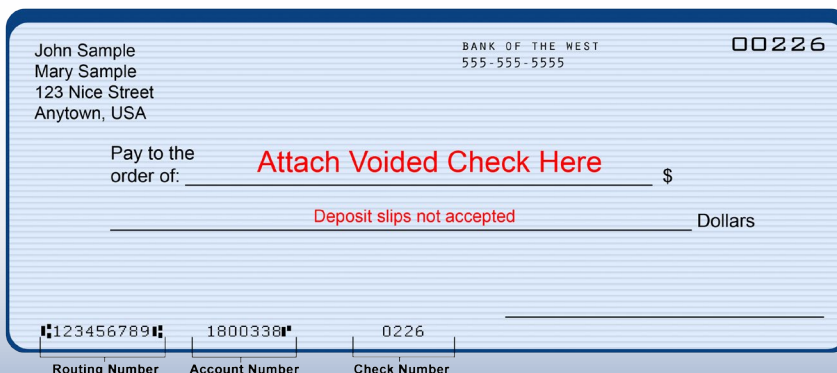 John Sample
Mary Sample
123 Nice Street
Anytown, USA
BANK OF THE WEST
555-555-5555
00226
Pay to the
order of:
Attach Voided Check Here
$
Deposit slips not accepted
Dollars
⑆123456789⑆ 1800338⑈ 0226
Routing Number Account Number Check Number